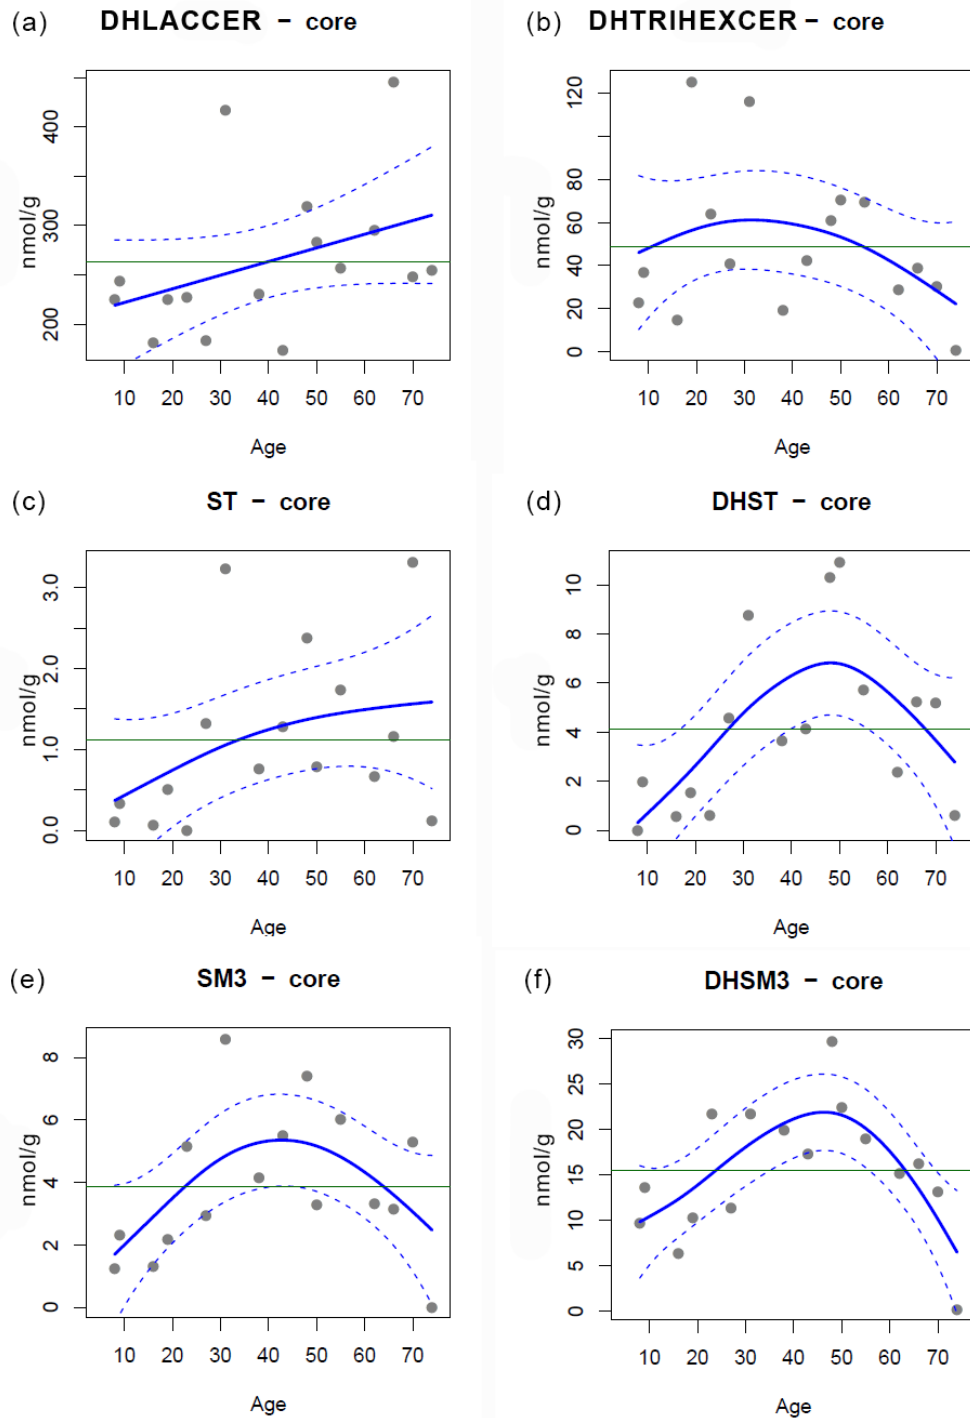 (a) DHLACCER − core
nmol/g
200 300 400
10 20 30 40 50 60 70
Age
(b) DHTRIHEXCER − core
nmol/g
0 20 40 60 80 120
10 20 30 40 50 60 70
Age
(c) ST − core
nmol/g
0.0 1.0 2.0 3.0
10 20 30 40 50 60 70
Age
(d) DHST − core
nmol/g
0 2 4 6 8 10
10 20 30 40 50 60 70
Age
(e) SM3 − core
nmol/g
0 2 4 6 8
10 20 30 40 50 60 70
Age
(f) DHSM3 − core
nmol/g
0 5 10 15 20 25 30
10 20 30 40 50 60 70
Age